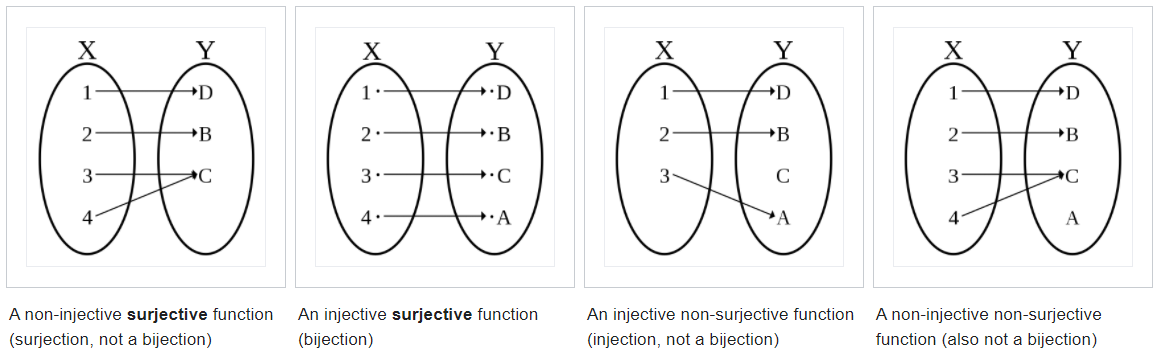 X Y
1 D
2 B
3 C
4
A non-injective surjective function
(surjection, not a bijection)
X Y
1 D
2 B
3 C
4 A
An injective surjective function
(bijection)
X Y
1 D
2 B
3 C
A
An injective non-surjective function
(injection, not a bijection)
X Y
1 D
2 B
3 C
4 A
A non-injective non-surjective
function (also not a bijection)